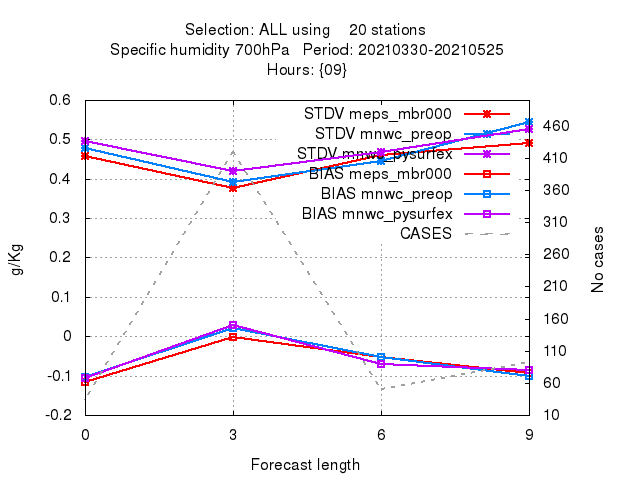 Selection: ALL using 20 stations
Specific humidity 700hPa Period: 20210330-20210525
Hours: {09}
0.6
0.5
0.4
0.3
0.2
0.1
0
-0.1
-0.2
g/Kg
STDV meps_mbr000
STDV mnwc_preop
STDV mnwc_pysurfex
BIAS meps_mbr000
BIAS mnwc_preop
BIAS mnwc_pysurfex
CASES
460
410
360
310
260
210
160
110
60
10
No cases
0 3 6 9
Forecast length